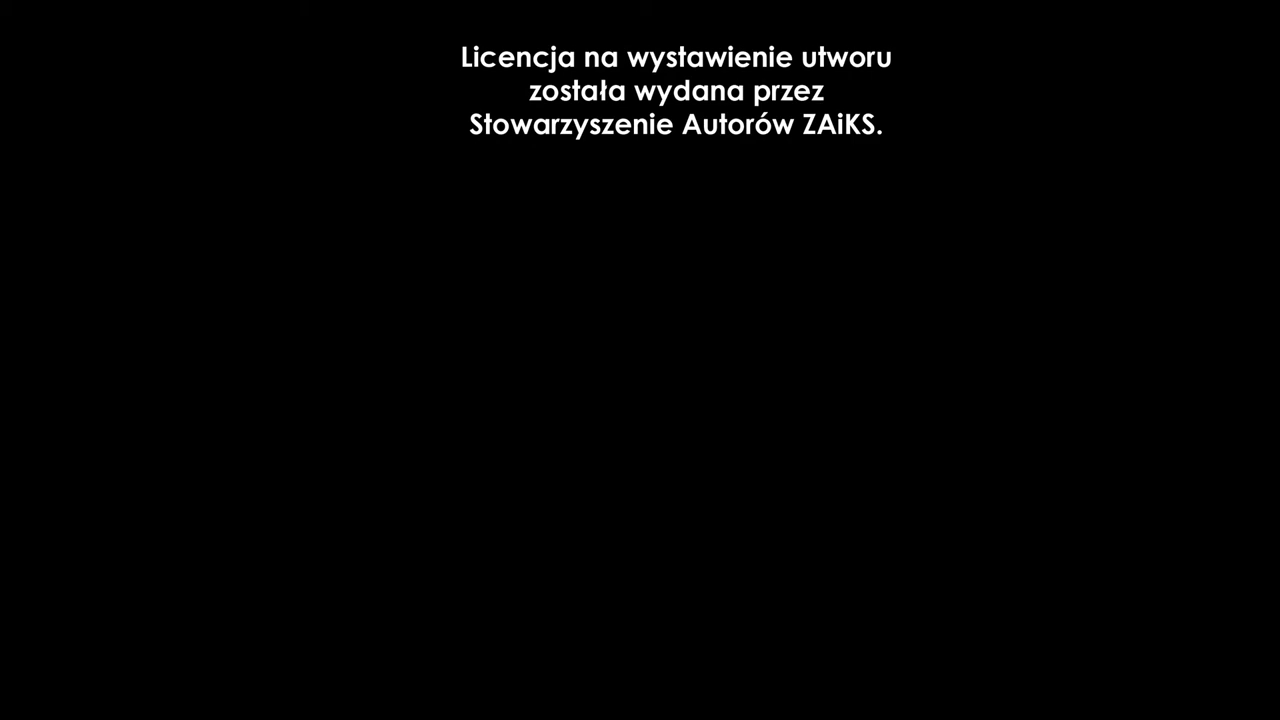 Licencja na wystawienie utworu
została wydana przez
Stowarzyszenie Autorów ZAiKS.